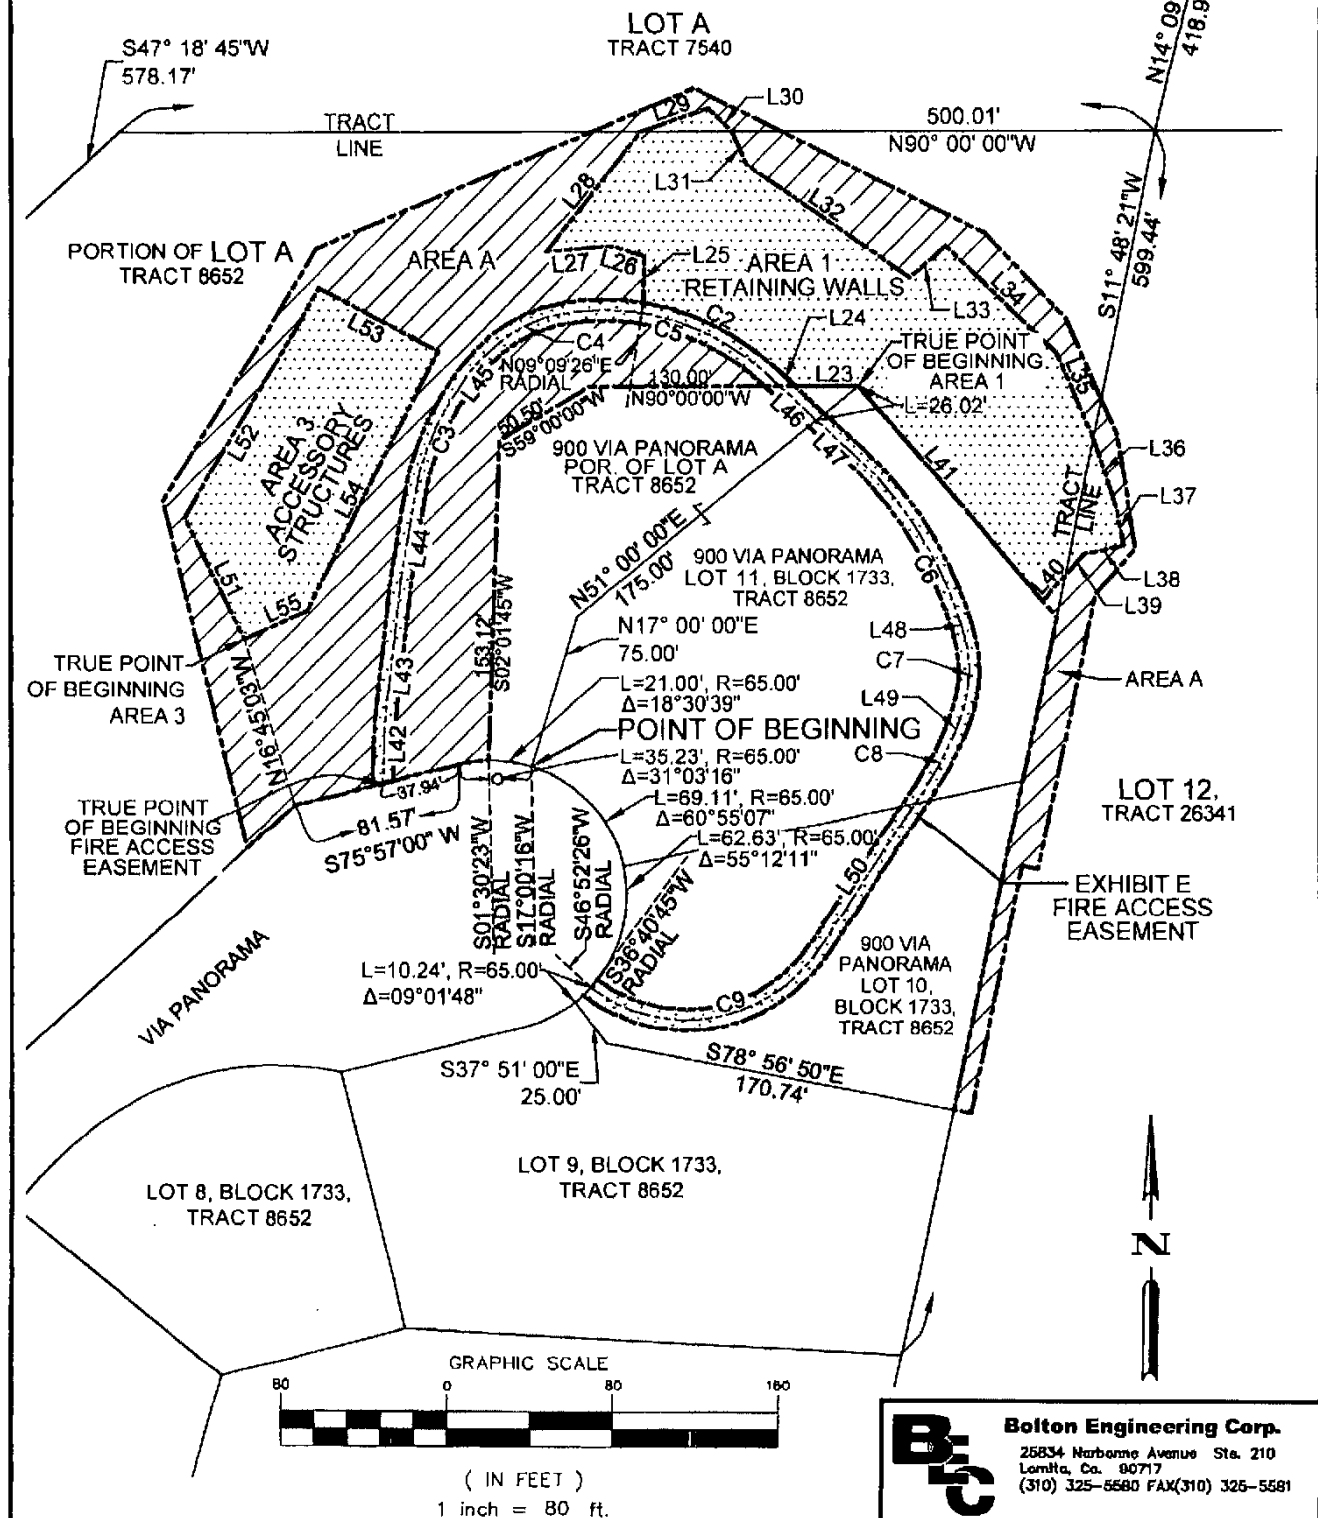 LOT A
TRACT 7540
S47° 18' 45"W
578.17'
N14° 09
418.9
TRACT
LINE
L29
L30
500.01'
N90° 00' 00"W
L31
L28
L32
S11° 48' 21"W
599.44'
PORTION OF LOT A
TRACT 8652
AREA A
L27
L26
L25
AREA 1
RETAINING WALLS
L33
L34
L53
C2
L24
C4
C5
N09°09'26"E
RADIAL
TRUE POINT
OF BEGINNING
AREA 1
L23
L35
130.00'
N90°00'00"W
L=26.02'
L45
50.50'
S59°00'00"W
L46
L52
C3
AREA 3
ACCESSORY
STRUCTURES
L54
900 VIA PANORAMA
POR. OF LOT A
TRACT 8652
L47
L41
L36
L37
TRACT
LINE
L44
N51° 00' 00"E
175.00'
900 VIA PANORAMA
LOT 11, BLOCK 1733,
TRACT 8652
C6
L40
L38
L39
L51
L55
153.12'
S02°01'45"W
N17° 00' 00"E
75.00'
L48
C7
TRUE POINT
OF BEGINNING
AREA 3
N16°45'03"W
L43
L=21.00', R=65.00'
Δ=18°30'39"
L49
AREA A
POINT OF BEGINNING
L42
L=35.23', R=65.00'
Δ=31°03'16"
C8
37.94'
L=69.11', R=65.00'
Δ=60°55'07"
LOT 12,
TRACT 26341
TRUE POINT
OF BEGINNING
FIRE ACCESS
EASEMENT
81.57'
S75°57'00" W
L=62.63', R=65.00'
Δ=55°12'11"
L50
S01°30'23"W
RADIAL
S17°00'16"W
RADIAL
S46°52'26"W
RADIAL
S36°40'45"W
RADIAL
EXHIBIT E
FIRE ACCESS
EASEMENT
VIA PANORAMA
L=10.24', R=65.00'
Δ=09°01'48"
C9
900 VIA
PANORAMA
LOT 10,
BLOCK 1733,
TRACT 8652
S37° 51' 00"E
25.00'
S78° 56' 50"E
170.74'
LOT 9, BLOCK 1733,
TRACT 8652
LOT 8, BLOCK 1733,
TRACT 8652
N
GRAPHIC SCALE
80 0 80 160
( IN FEET )
1 inch = 80 ft.
BEC
Bolton Engineering Corp.
25834 Narbonne Avenue Ste. 210
Lomita, Ca. 90717
(310) 325-5580 FAX(310) 325-5581